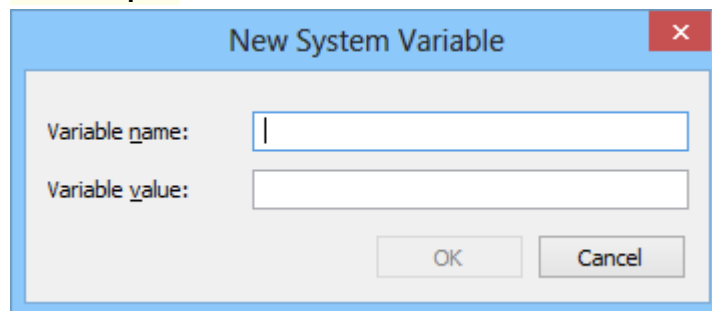 New System Variable
Variable name:
Variable value:
OK
Cancel